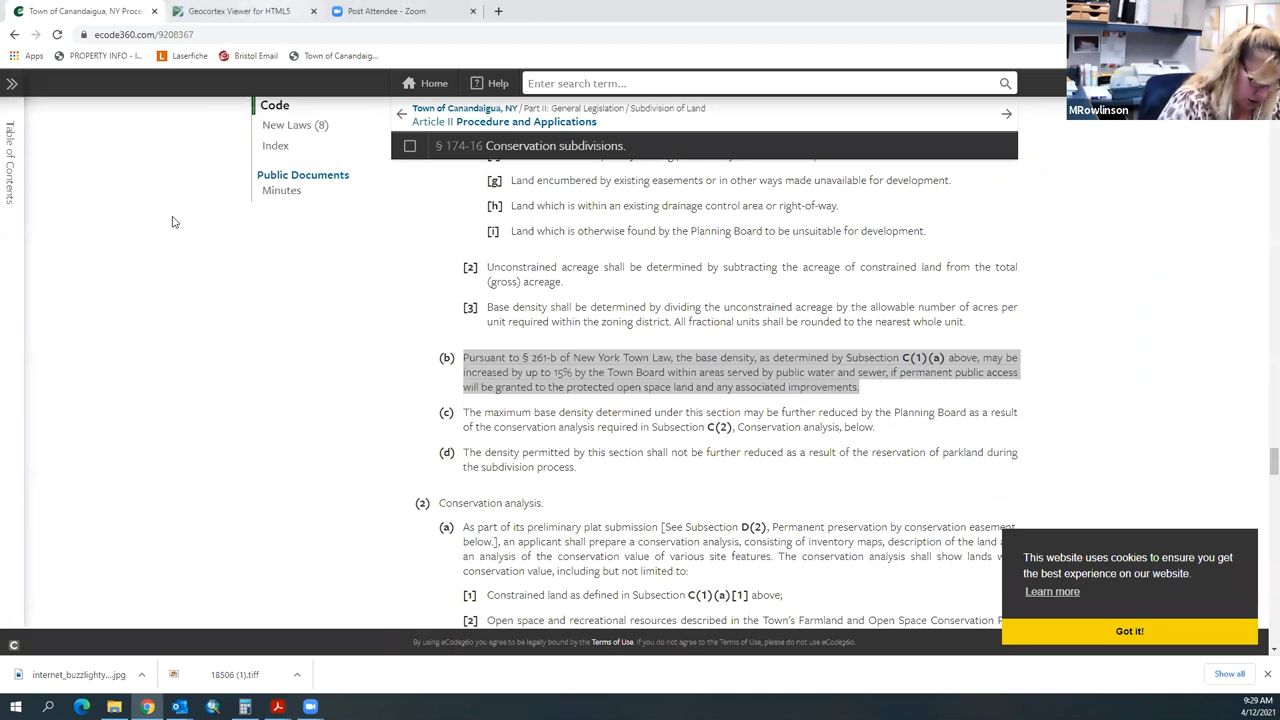 Town of Canandaigua, NY Proce
Geocortex Viewer for HTML5
Post Attendee - Zoom
ecode360.com/9208367
Apps
PROPERTY INFO - I...
Laserfiche
Bristol Email
Town of Canandaig...
MRowlinson
Home
Help
Enter search term...
Table of Contents
Code
New Laws (8)
Index
Public Documents
Minutes
Town of Canandaigua, NY / Part II: General Legislation / Subdivision of Land
Article II Procedure and Applications
§ 174-16 Conservation subdivisions.
[g] Land encumbered by existing easements or in other ways made unavailable for development.
[h] Land which is within an existing drainage control area or right-of-way.
[i] Land which is otherwise found by the Planning Board to be unsuitable for development.
[2] Unconstrained acreage shall be determined by subtracting the acreage of constrained land from the total
(gross) acreage.
[3] Base density shall be determined by dividing the unconstrained acreage by the allowable number of acres per
unit required within the zoning district. All fractional units shall be rounded to the nearest whole unit.
(b) Pursuant to § 261-b of New York Town Law, the base density, as determined by Subsection C(1)(a) above, may be
increased by up to 15% by the Town Board within areas served by public water and sewer, if permanent public access
will be granted to the protected open space land and any associated improvements.
(c) The maximum base density determined under this section may be further reduced by the Planning Board as a result
of the conservation analysis required in Subsection C(2), Conservation analysis, below.
(d) The density permitted by this section shall not be further reduced as a result of the reservation of parkland during
the subdivision process.
(2) Conservation analysis.
(a) As part of its preliminary plat submission [See Subsection D(2), Permanent preservation by conservation easement,
below.], an applicant shall prepare a conservation analysis, consisting of inventory maps, description of the land
an analysis of the conservation value of various site features. The conservation analysis shall show lands
conservation value, including but not limited to:
[1] Constrained land as defined in Subsection C(1)(a)[1] above;
[2] Open space and recreational resources described in the Town's Farmland and Open Space Conservation
This website uses cookies to ensure you get
the best experience on our website.
Learn more
Got it!
By using eCode360 you agree to be legally bound by the Terms of Use. If you do not agree to the Terms of Use, please do not use eCode360.
internet_buzzlighty....jpg
18506 (1).tiff
Show all
9:29 AM
4/12/2021